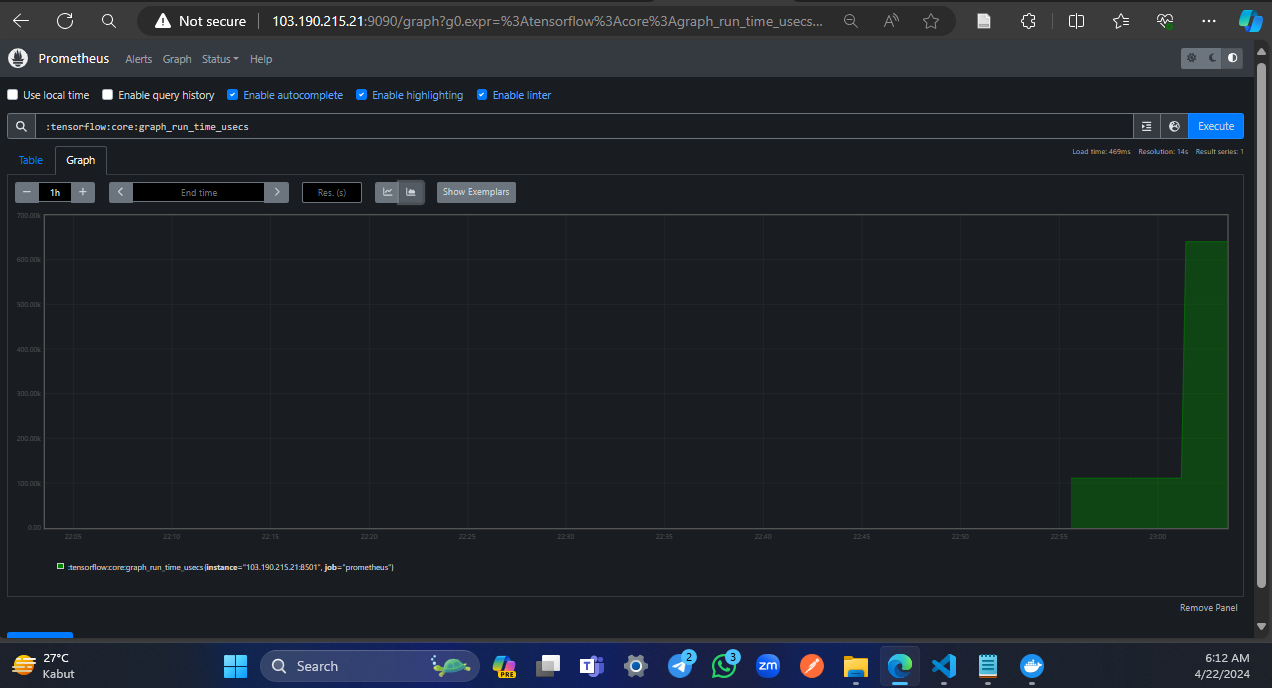 Not secure 103.190.215.21:9090/graph?g0.expr=%3Atensorflow%3Acore%3Agraph_run_time_usecs...
Prometheus Alerts Graph Status Help
Use local time Enable query history Enable autocomplete Enable highlighting Enable linter
:tensorflow:core:graph_run_time_usecs Execute
Load time: 469ms Resolution: 14s Result series: 1
Table Graph
− 1h + < End time > Res. (s) Show Exemplars
700.00k
600.00k
500.00k
400.00k
300.00k
200.00k
100.00k
0.00
22:05 22:10 22:15 22:20 22:25 22:30 22:35 22:40 22:45 22:50 22:55 23:00
:tensorflow:core:graph_run_time_usecs{instance="103.190.215.21:8501", job="prometheus"}
Remove Panel
27°C
Kabut
Search
PRE
T
2
3
zm
6:12 AM
4/22/2024